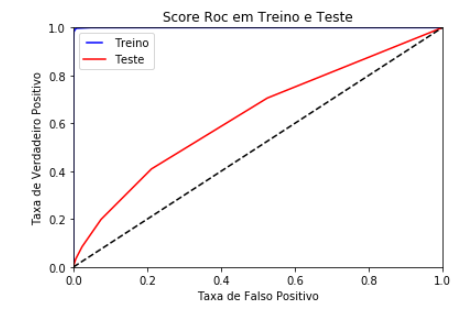 Score Roc em Treino e Teste
Treino
Teste
Taxa de Verdadeiro Positivo
1.0
0.8
0.6
0.4
0.2
0.0
0.0 0.2 0.4 0.6 0.8 1.0
Taxa de Falso Positivo